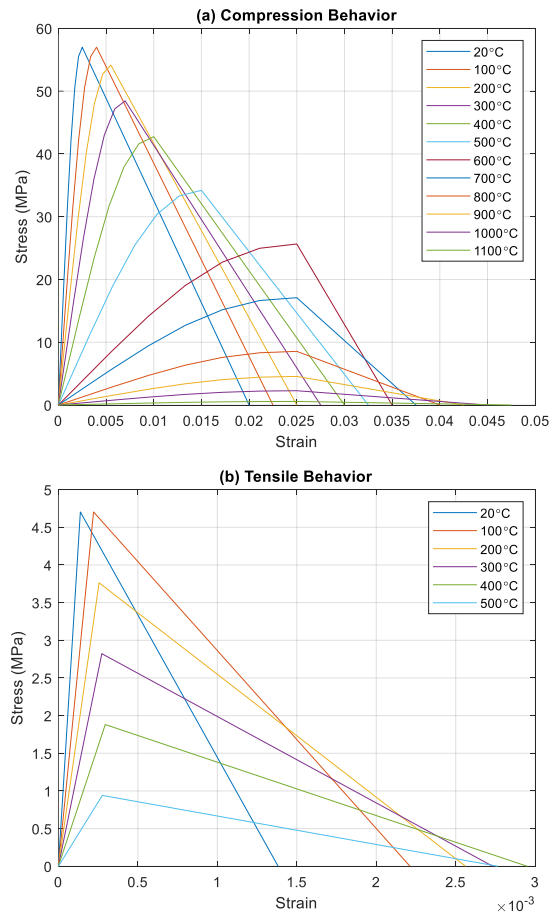 (a) Compression Behavior
60
50
40
30
20
10
0
Stress (MPa)
20°C
100°C
200°C
300°C
400°C
500°C
600°C
700°C
800°C
900°C
1000°C
1100°C
0 0.005 0.01 0.015 0.02 0.025 0.03 0.035 0.04 0.045 0.05
Strain
(b) Tensile Behavior
5
4.5
4
3.5
3
2.5
2
1.5
1
0.5
0
Stress (MPa)
20°C
100°C
200°C
300°C
400°C
500°C
0 0.5 1 1.5 2 2.5 3
Strain
×10⁻³